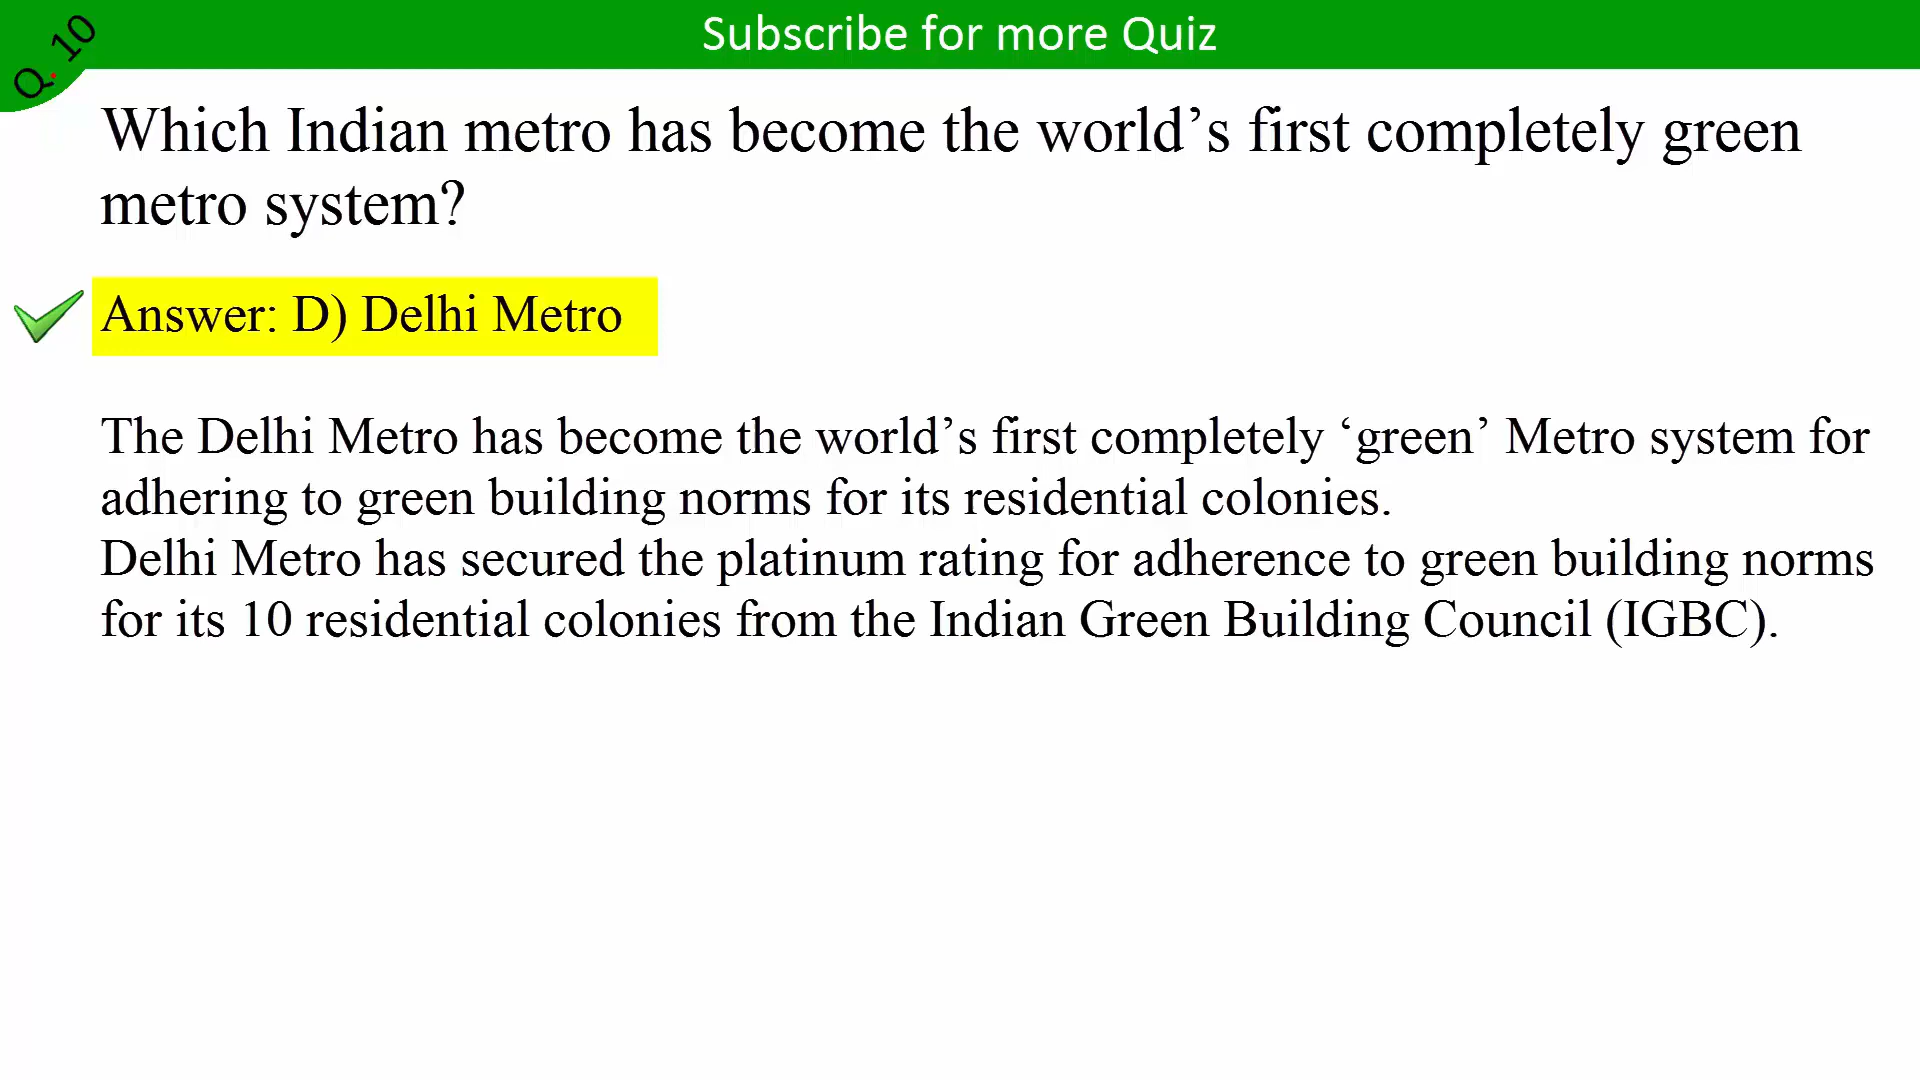 Subscribe for more Quiz
Q. 10
Which Indian metro has become the world’s first completely green
metro system?
Answer: D) Delhi Metro
The Delhi Metro has become the world’s first completely ‘green’ Metro system for
adhering to green building norms for its residential colonies.
Delhi Metro has secured the platinum rating for adherence to green building norms
for its 10 residential colonies from the Indian Green Building Council (IGBC).